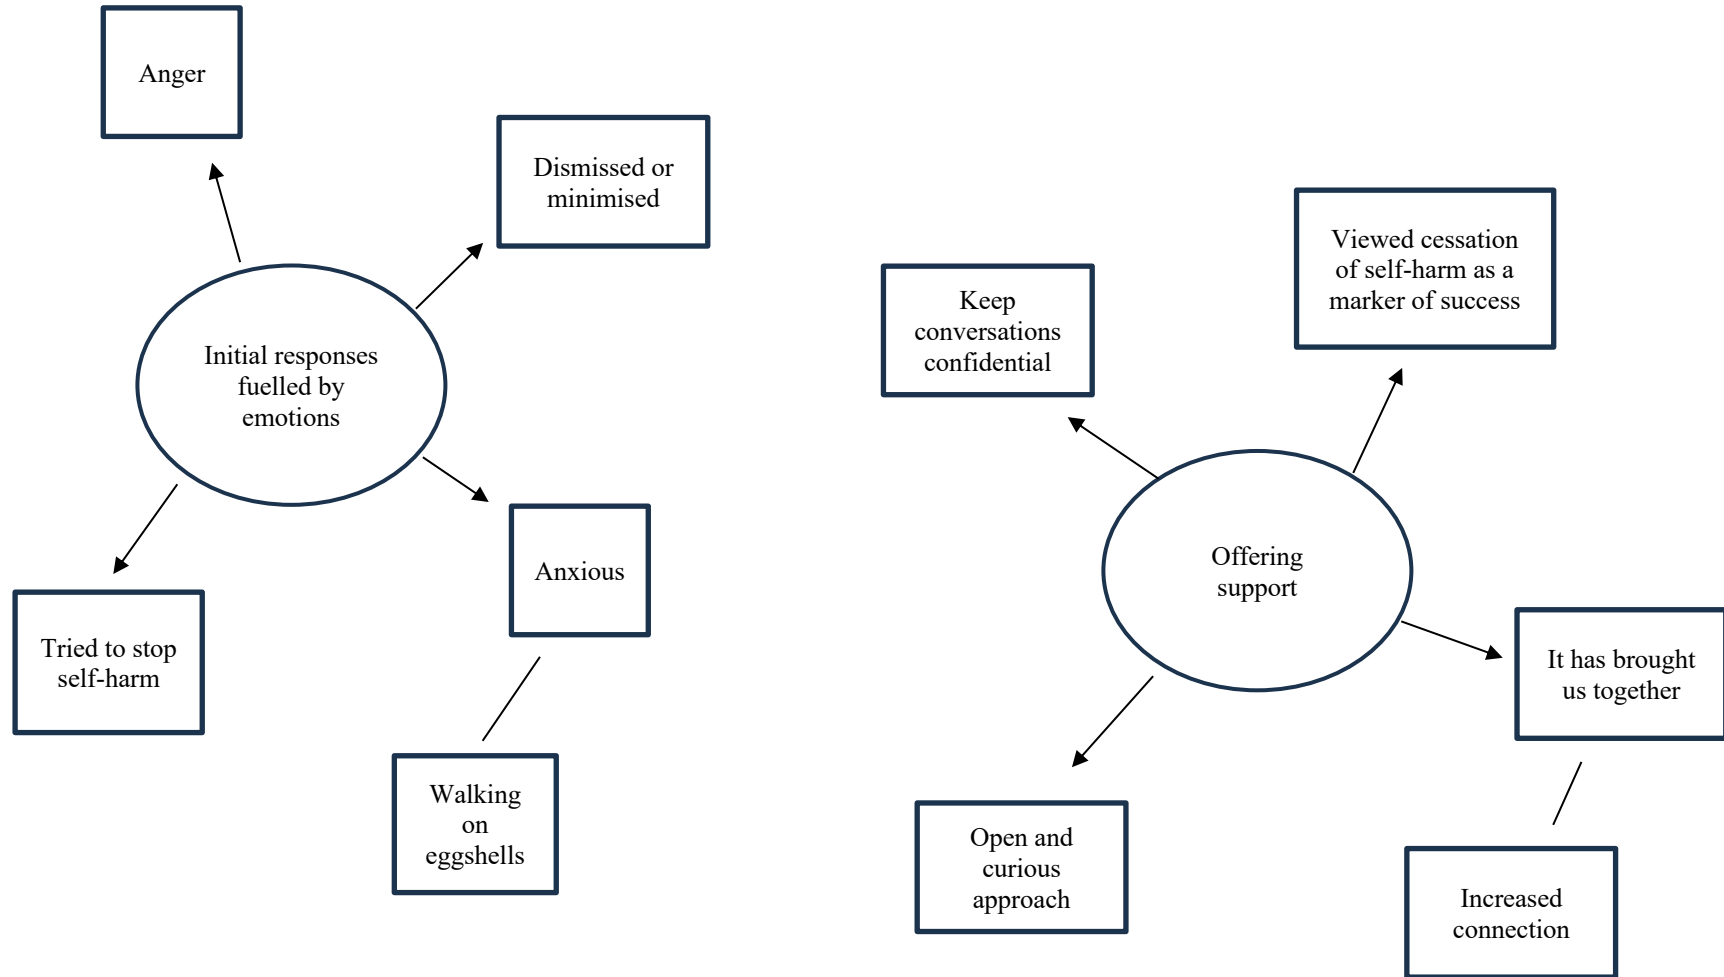 Anger
Dismissed or
minimised
Initial responses
fuelled by
emotions
Anxious
Tried to stop
self-harm
Walking
on
eggshells
Viewed cessation
of self-harm as a
marker of success
Keep
conversations
confidential
Offering
support
It has brought
us together
Open and
curious
approach
Increased
connection